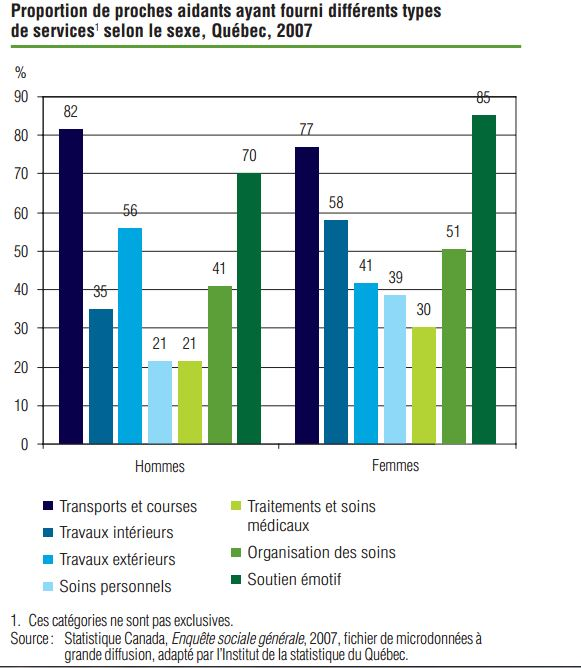 Proportion de proches aidants ayant fourni différents types
de services¹ selon le sexe, Québec, 2007
%
90
80
70
60
50
40
30
20
10
0
82
35
56
21
21
41
70
77
58
41
39
30
51
85
Hommes
Femmes
Transports et courses
Travaux intérieurs
Travaux extérieurs
Soins personnels
Traitements et soins
médicaux
Organisation des soins
Soutien émotif
1. Ces catégories ne sont pas exclusives.
Source : Statistique Canada, Enquête sociale générale, 2007, fichier de microdonnées à
grande diffusion, adapté par l'Institut de la statistique du Québec.